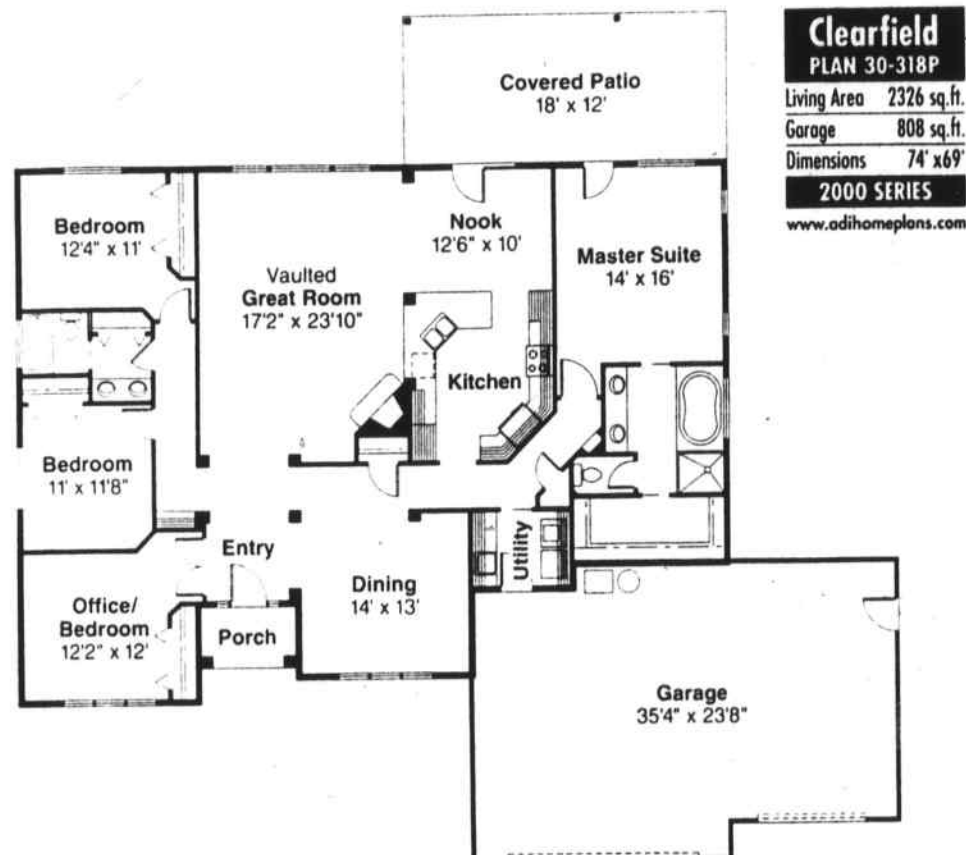 Clearfield
PLAN 30-318P
Living Area 2326 sq.ft.
Garage 808 sq.ft.
Dimensions 74' x69'
2000 SERIES
www.adihomeplans.com
Covered Patio
18' x 12'
Bedroom
12'4" x 11'
Nook
12'6" x 10'
Master Suite
14' x 16'
Vaulted
Great Room
17'2" x 23'10"
Kitchen
Bedroom
11' x 11'8"
Entry
Utility
Dining
14' x 13'
Office/
Bedroom
12'2" x 12'
Porch
Garage
35'4" x 23'8"